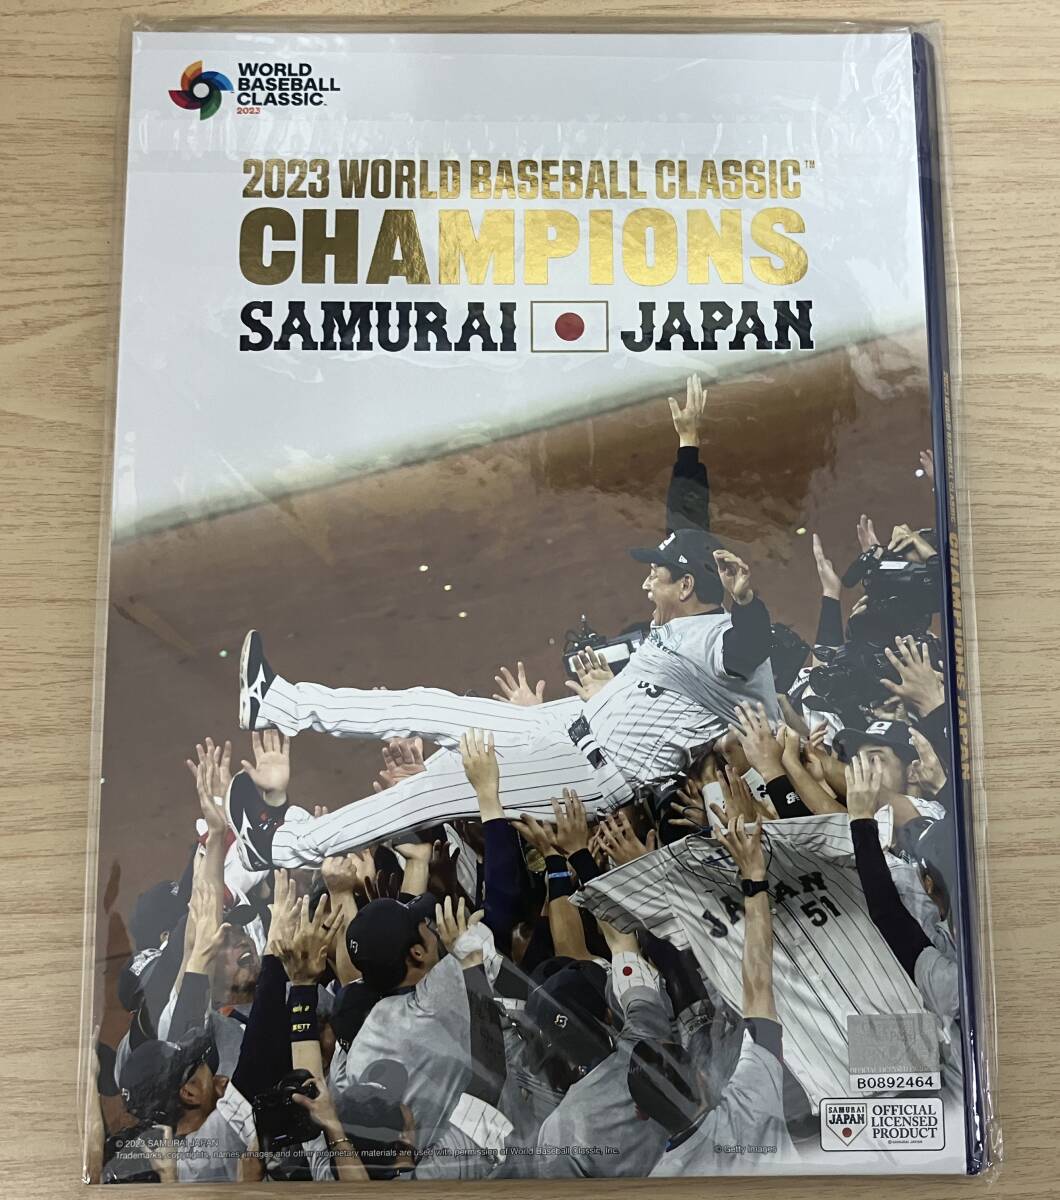 WORLD
BASEBALL
CLASSIC™
2023
2023 WORLD BASEBALL CLASSIC™
CHAMPIONS
SAMURAI JAPAN
CHAMPIONS
JAPAN
51
B0892464
SAMURAI
JAPAN
OFFICIAL
LICENSED
PRODUCT
©SAMURAI JAPAN
© 2023 SAMURAI JAPAN
Trademarks, copyrights, names, images and other proprietary materials are used with permission of World Baseball Classic, Inc.
© Getty Images